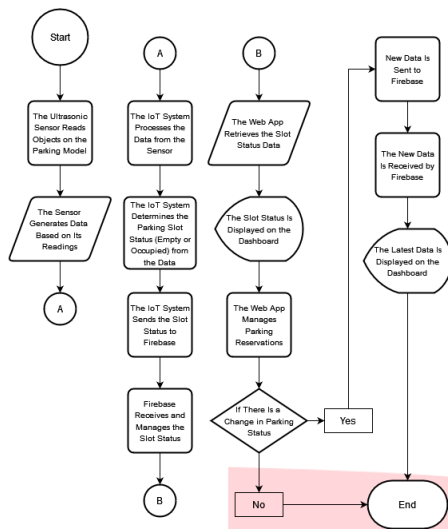 Start
The Ultrasonic
Sensor Reads
Objects on the
Parking Model
The Sensor
Generates Data
Based on Its
Readings
A
A
The IoT System
Processes the
Data from the
Sensor
The IoT System
Determines the
Parking Slot
Status (Empty or
Occupied) from
the Data
The IoT System
Sends the Slot
Status to
Firebase
Firebase
Receives and
Manages the
Slot Status
B
B
The Web App
Retrieves the Slot
Status Data
The Slot Status Is
Displayed on the
Dashboard
The Web App
Manages
Parking
Reservations
If There Is a
Change in Parking
Status
Yes
No
New Data Is
Sent to
Firebase
The New Data
Is Received by
Firebase
The Latest Data Is
Displayed on the
Dashboard
End